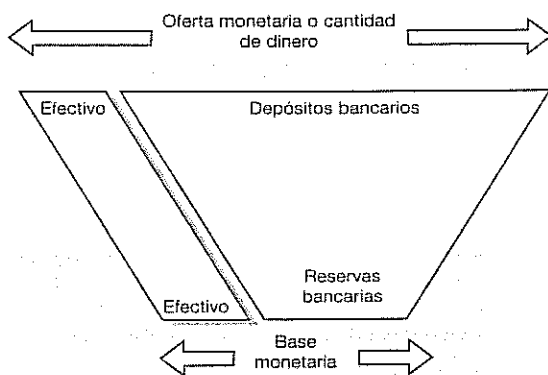 Oferta monetaria o cantidad
de dinero
Efectivo
Depósitos bancarios
Reservas
bancarias
Efectivo
Base
monetaria